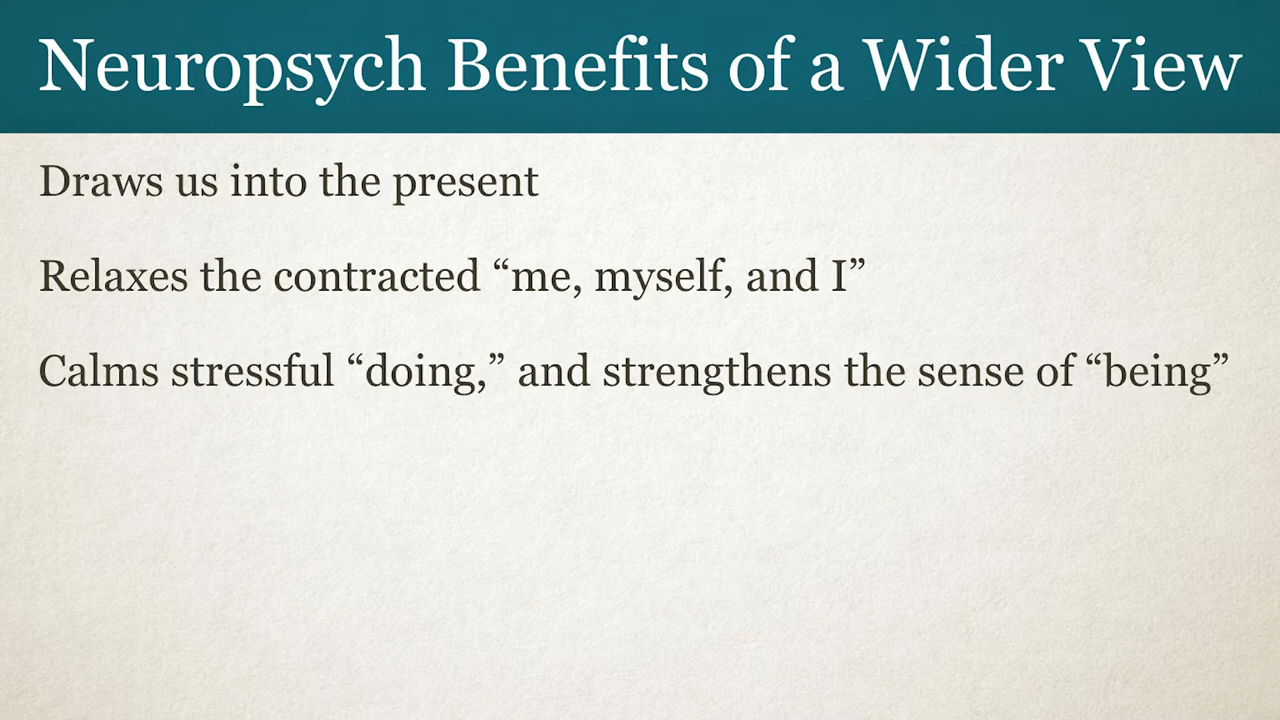 Neuropsych Benefits of a Wider View
Draws us into the present
Relaxes the contracted “me, myself, and I”
Calms stressful “doing,” and strengthens the sense of “being”